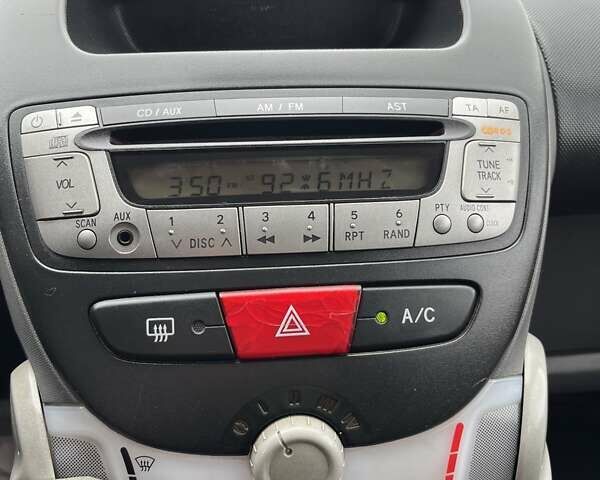 CD / AUX AM / FM AST TA AF
VOL
3:50 92.6MHZ
TUNE
TRACK
SCAN AUX 1 2 3 4 5 6 PTY AUDIO CONT
DISC RPT RAND CLOCK
A/C